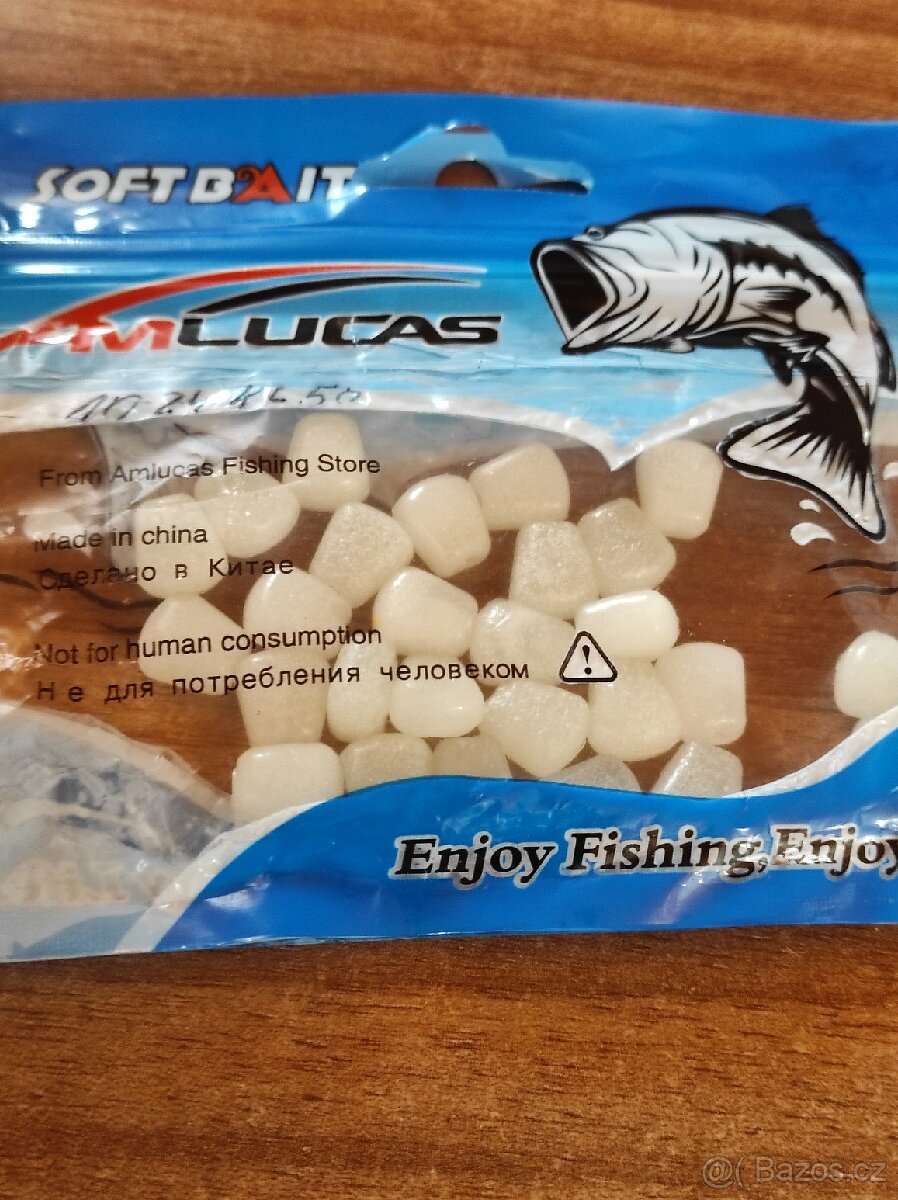 SOFT BAIT
AMLUCAS
From Amlucas Fishing Store
Made in china
Сделано в Китае
Not for human consumption
Не для потребления человеком
Enjoy Fishing,Enjoy
@( Bazos.cz